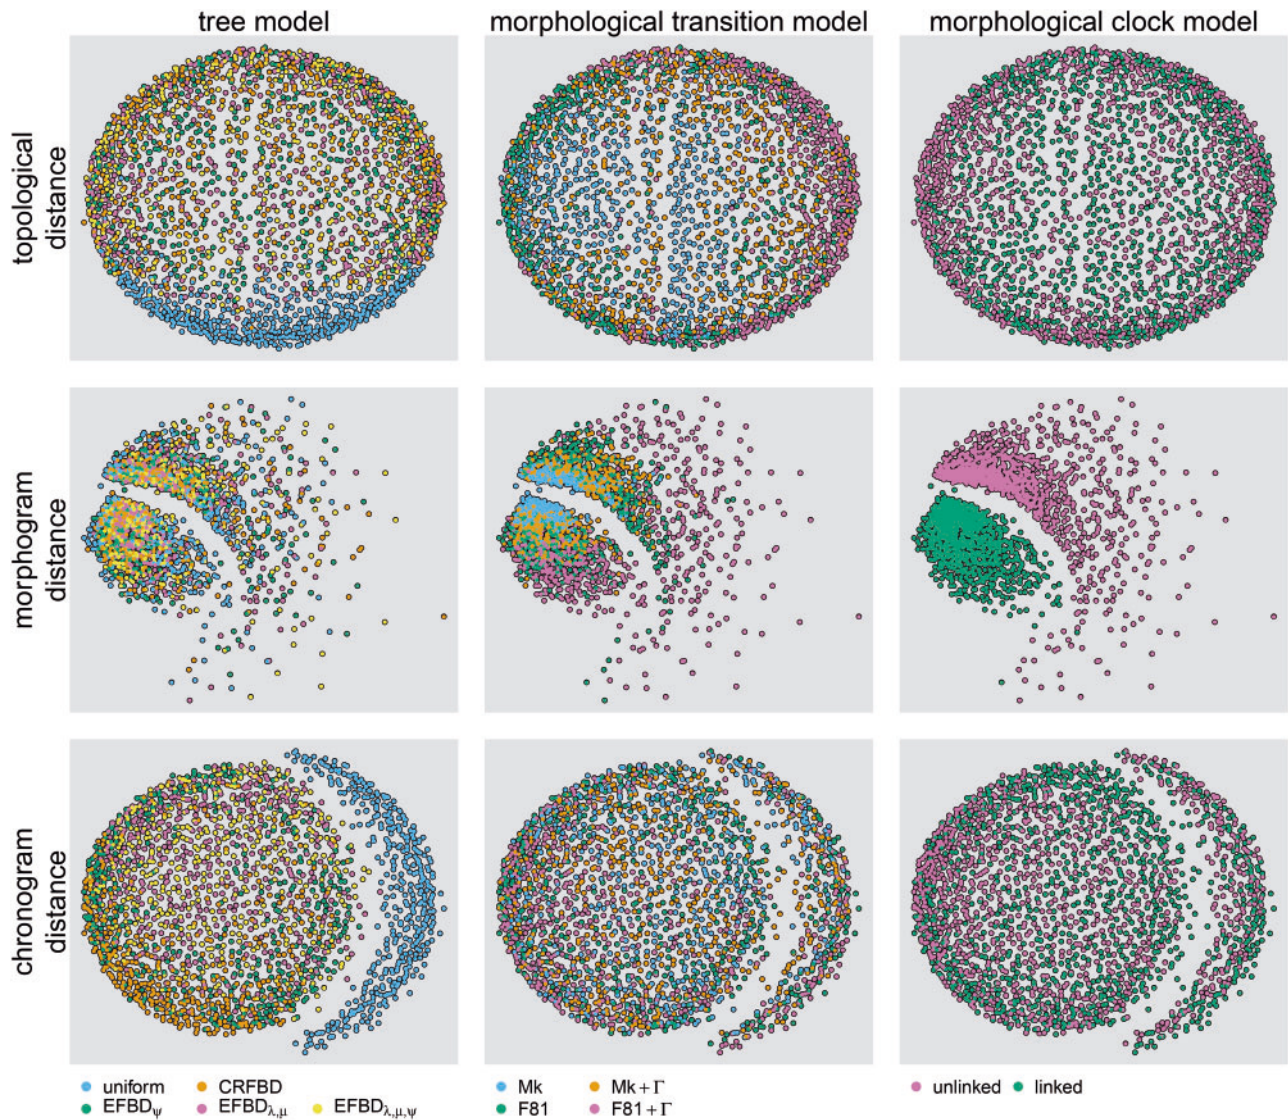 tree model
morphological transition model
morphological clock model
topological
distance
morphogram
distance
chronogram
distance
uniform
CRFBD
EFBDψ
EFBDλ,μ
EFBDλ,μ,ψ
Mk
Mk + Γ
F81
F81 + Γ
unlinked
linked